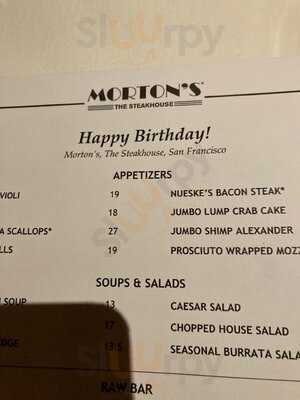 Sluurpy
MORTON'S
THE STEAKHOUSE
Happy Birthday!
Morton's, The Steakhouse, San Francisco
APPETIZERS
VIOLI 19 NUESKE'S BACON STEAK*
18 JUMBO LUMP CRAB CAKE
A SCALLOPS* 27 JUMBO SHIMP ALEXANDER
LLS 19 PROSCIUTO WRAPPED MOZZ
SOUPS & SALADS
SOUP 13 CAESAR SALAD
17 CHOPPED HOUSE SALAD
DGE 13.5 SEASONAL BURRATA SALA
RAW BAR